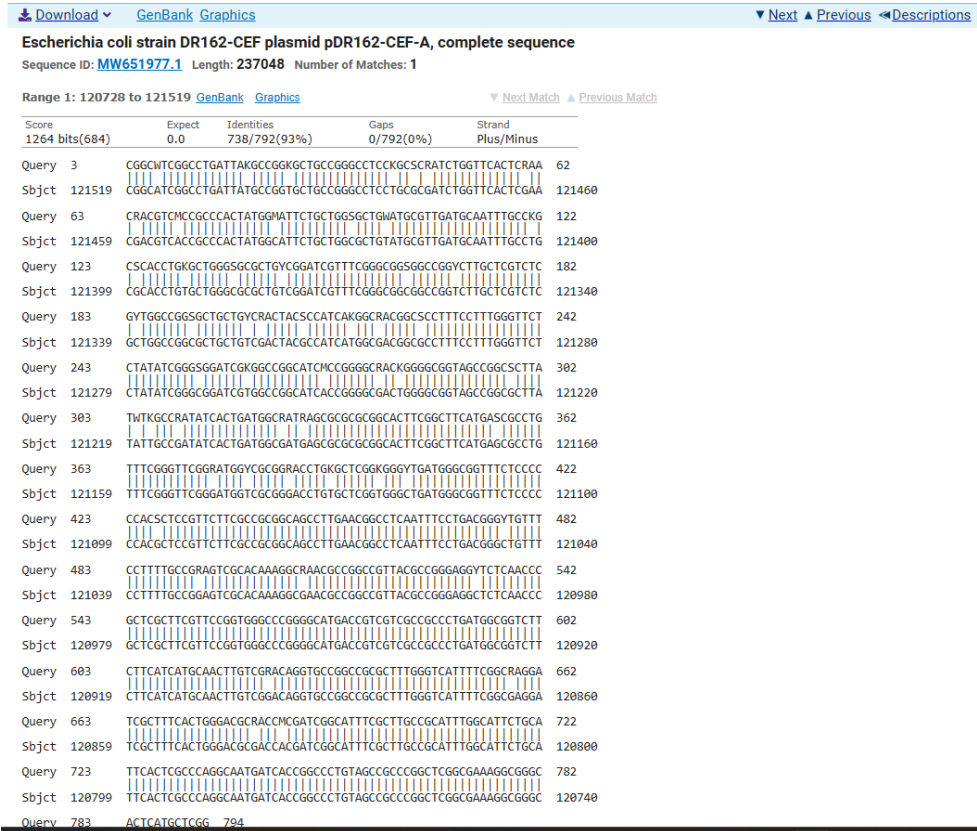 Download GenBank Graphics Next Previous Descriptions
Escherichia coli strain DR162-CEF plasmid pDR162-CEF-A, complete sequence
Sequence ID: MW651977.1 Length: 237048 Number of Matches: 1
Range 1: 120728 to 121519 GenBank Graphics Next Match Previous Match
Score Expect Identities Gaps Strand
1264 bits(684) 0.0 738/792(93%) 0/792(0%) Plus/Minus
Query 3 CGGCWTCGGCCTGATTAKGCCGGKGCTGCCGGGCCTCCKGCSCRATCTGGTTCACTCRAA 62
Sbjct 121519 CGGCATCGGCCTGATTATGCCGGTGCTGCCGGGCCTCCTGCGCGATCTGGTTCACTCGAA 121460
Query 63 CRACGTCMCCGCCCACTATGGMATTCTGCTGGSGCTGWATGCGTTGATGCAATTTGCCKG 122
Sbjct 121459 CGACGTCACCGCCCACTATGGCATTCTGCTGGCGCTGTATGCGTTGATGCAATTTGCCTG 121400
Query 123 CSCACCTGKGCTGGGSGCGCTGYCGGATCGTTTCGGGCGGSGGCCGGYCTTGCTCGTCTC 182
Sbjct 121399 CGCACCTGTGCTGGGCGCGCTGTCGGATCGTTTCGGGCGGCGGCCGGTCTTGCTCGTCTC 121340
Query 183 GYTGGCCGGSGCTGCTGYCRACTACSCCATCAKGGCRACGGCSCCTTTCCTTTGGGTTCT 242
Sbjct 121339 GCTGGCCGGCGCTGCTGTCGACTACGCCATCATGGCGACGGCGCCTTTCCTTTGGGTTCT 121280
Query 243 CTATATCGGGSGGATCGKGGCCGGCATCMCCGGGGCRACKGGGGCGGTAGCCGGCSCTTA 302
Sbjct 121279 CTATATCGGGCGGATCGTGGCCGGCATCACCGGGGCGACTGGGGCGGTAGCCGGCGCTTA 121220
Query 303 TWTKGCCRATATCACTGATGGCRATRAGCGCGCGCGGCACTTCGGCTTCATGASCGCCTG 362
Sbjct 121219 TATTGCCGATATCACTGATGGCGATGAGCGCGCGCGGCACTTCGGCTTCATGAGCGCCTG 121160
Query 363 TTTCGGGTTCGGRATGGYCGCGGRACCTGKGCTCGGKGGGYTGATGGGCGGTTTCTCCCC 422
Sbjct 121159 TTTCGGGTTCGGGATGGTCGCGGGACCTGTGCTCGGTGGGCTGATGGGCGGTTTCTCCCC 121100
Query 423 CCACSCTCCGTTCTTCGCCGCGGCAGCCTTGAACGGCCTCAATTTCCTGACGGGYTGTTT 482
Sbjct 121099 CCACGCTCCGTTCTTCGCCGCGGCAGCCTTGAACGGCCTCAATTTCCTGACGGGCTGTTT 121040
Query 483 CCTTTTGCCGRAGTCGCACAAAGGCRAACGCCGGCCGTTACGCCGGGAGGYTCTCAACCC 542
Sbjct 121039 CCTTTTGCCGGAGTCGCACAAAGGCGAACGCCGGCCGTTACGCCGGGAGGCTCTCAACCC 120980
Query 543 GCTCGCTTCGTTCCGGTGGGCCCGGGGCATGACCGTCGTCGCCGCCCTGATGGCGGTCTT 602
Sbjct 120979 GCTCGCTTCGTTCCGGTGGGCCCGGGGCATGACCGTCGTCGCCGCCCTGATGGCGGTCTT 120920
Query 603 CTTCATCATGCAACTTGTCGRACAGGTGCCGGCCGCGCTTTGGGTCATTTTCGGCRAGGA 662
Sbjct 120919 CTTCATCATGCAACTTGTCGGACAGGTGCCGGCCGCGCTTTGGGTCATTTTCGGCGAGGA 120860
Query 663 TCGCTTTCACTGGGACGCRACCMCGATCGGCATTTCGCTTGCCGCATTTGGCATTCTGCA 722
Sbjct 120859 TCGCTTTCACTGGGACGCGACCACGATCGGCATTTCGCTTGCCGCATTTGGCATTCTGCA 120800
Query 723 TTCACTCGCCCAGGCAATGATCACCGGCCCTGTAGCCGCCCGGCTCGGCGAAAGGCGGGC 782
Sbjct 120799 TTCACTCGCCCAGGCAATGATCACCGGCCCTGTAGCCGCCCGGCTCGGCGAAAGGCGGGC 120740
Query 783 ACTCATGCTCGG 794